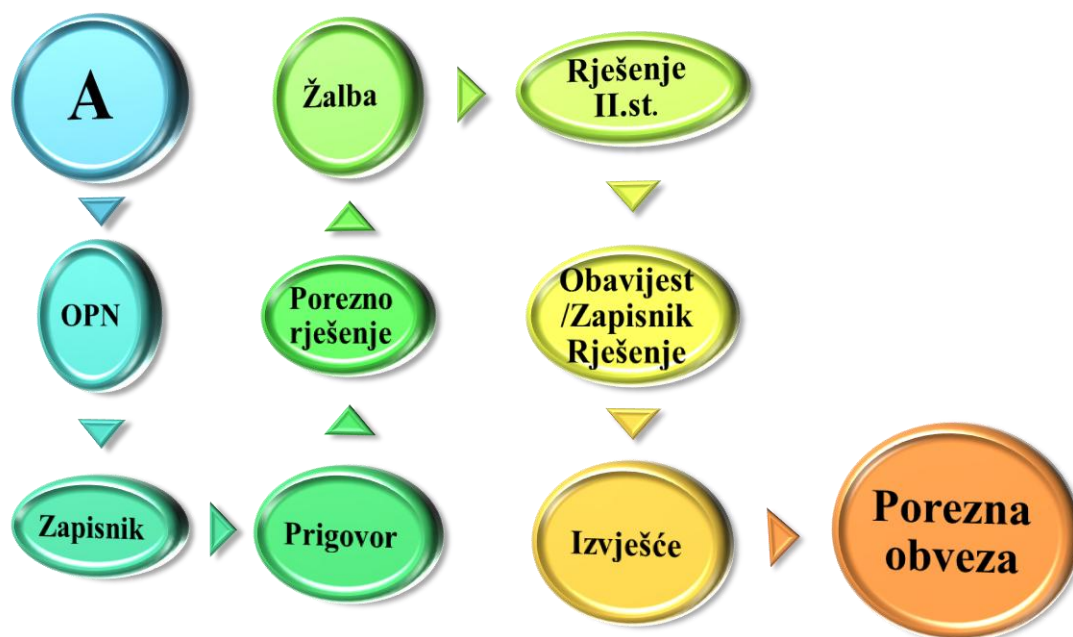 A
OPN
Zapisnik
Prigovor
Porezno
rješenje
Žalba
Rješenje
II.st.
Obavijest
/Zapisnik
Rješenje
Izvješće
Porezna
obveza